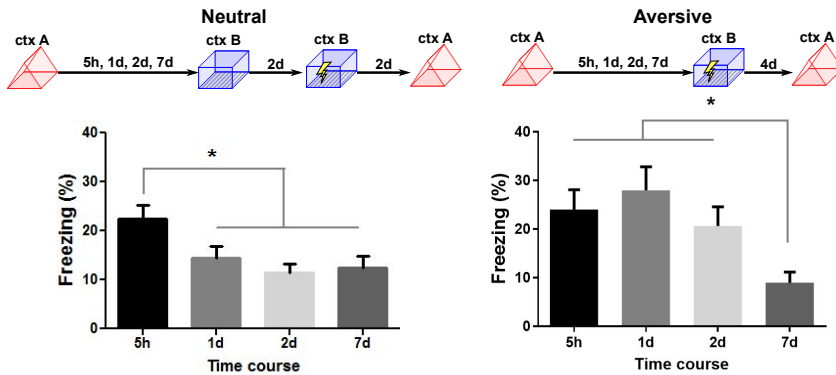 Neutral
ctx A
ctx B
ctx B
ctx A
5h, 1d, 2d, 7d
2d
2d
*
40
30
20
10
0
Freezing (%)
5h
1d
2d
7d
Time course
Aversive
ctx A
ctx B
ctx A
5h, 1d, 2d, 7d
4d
*
40
30
20
10
0
Freezing (%)
5h
1d
2d
7d
Time course